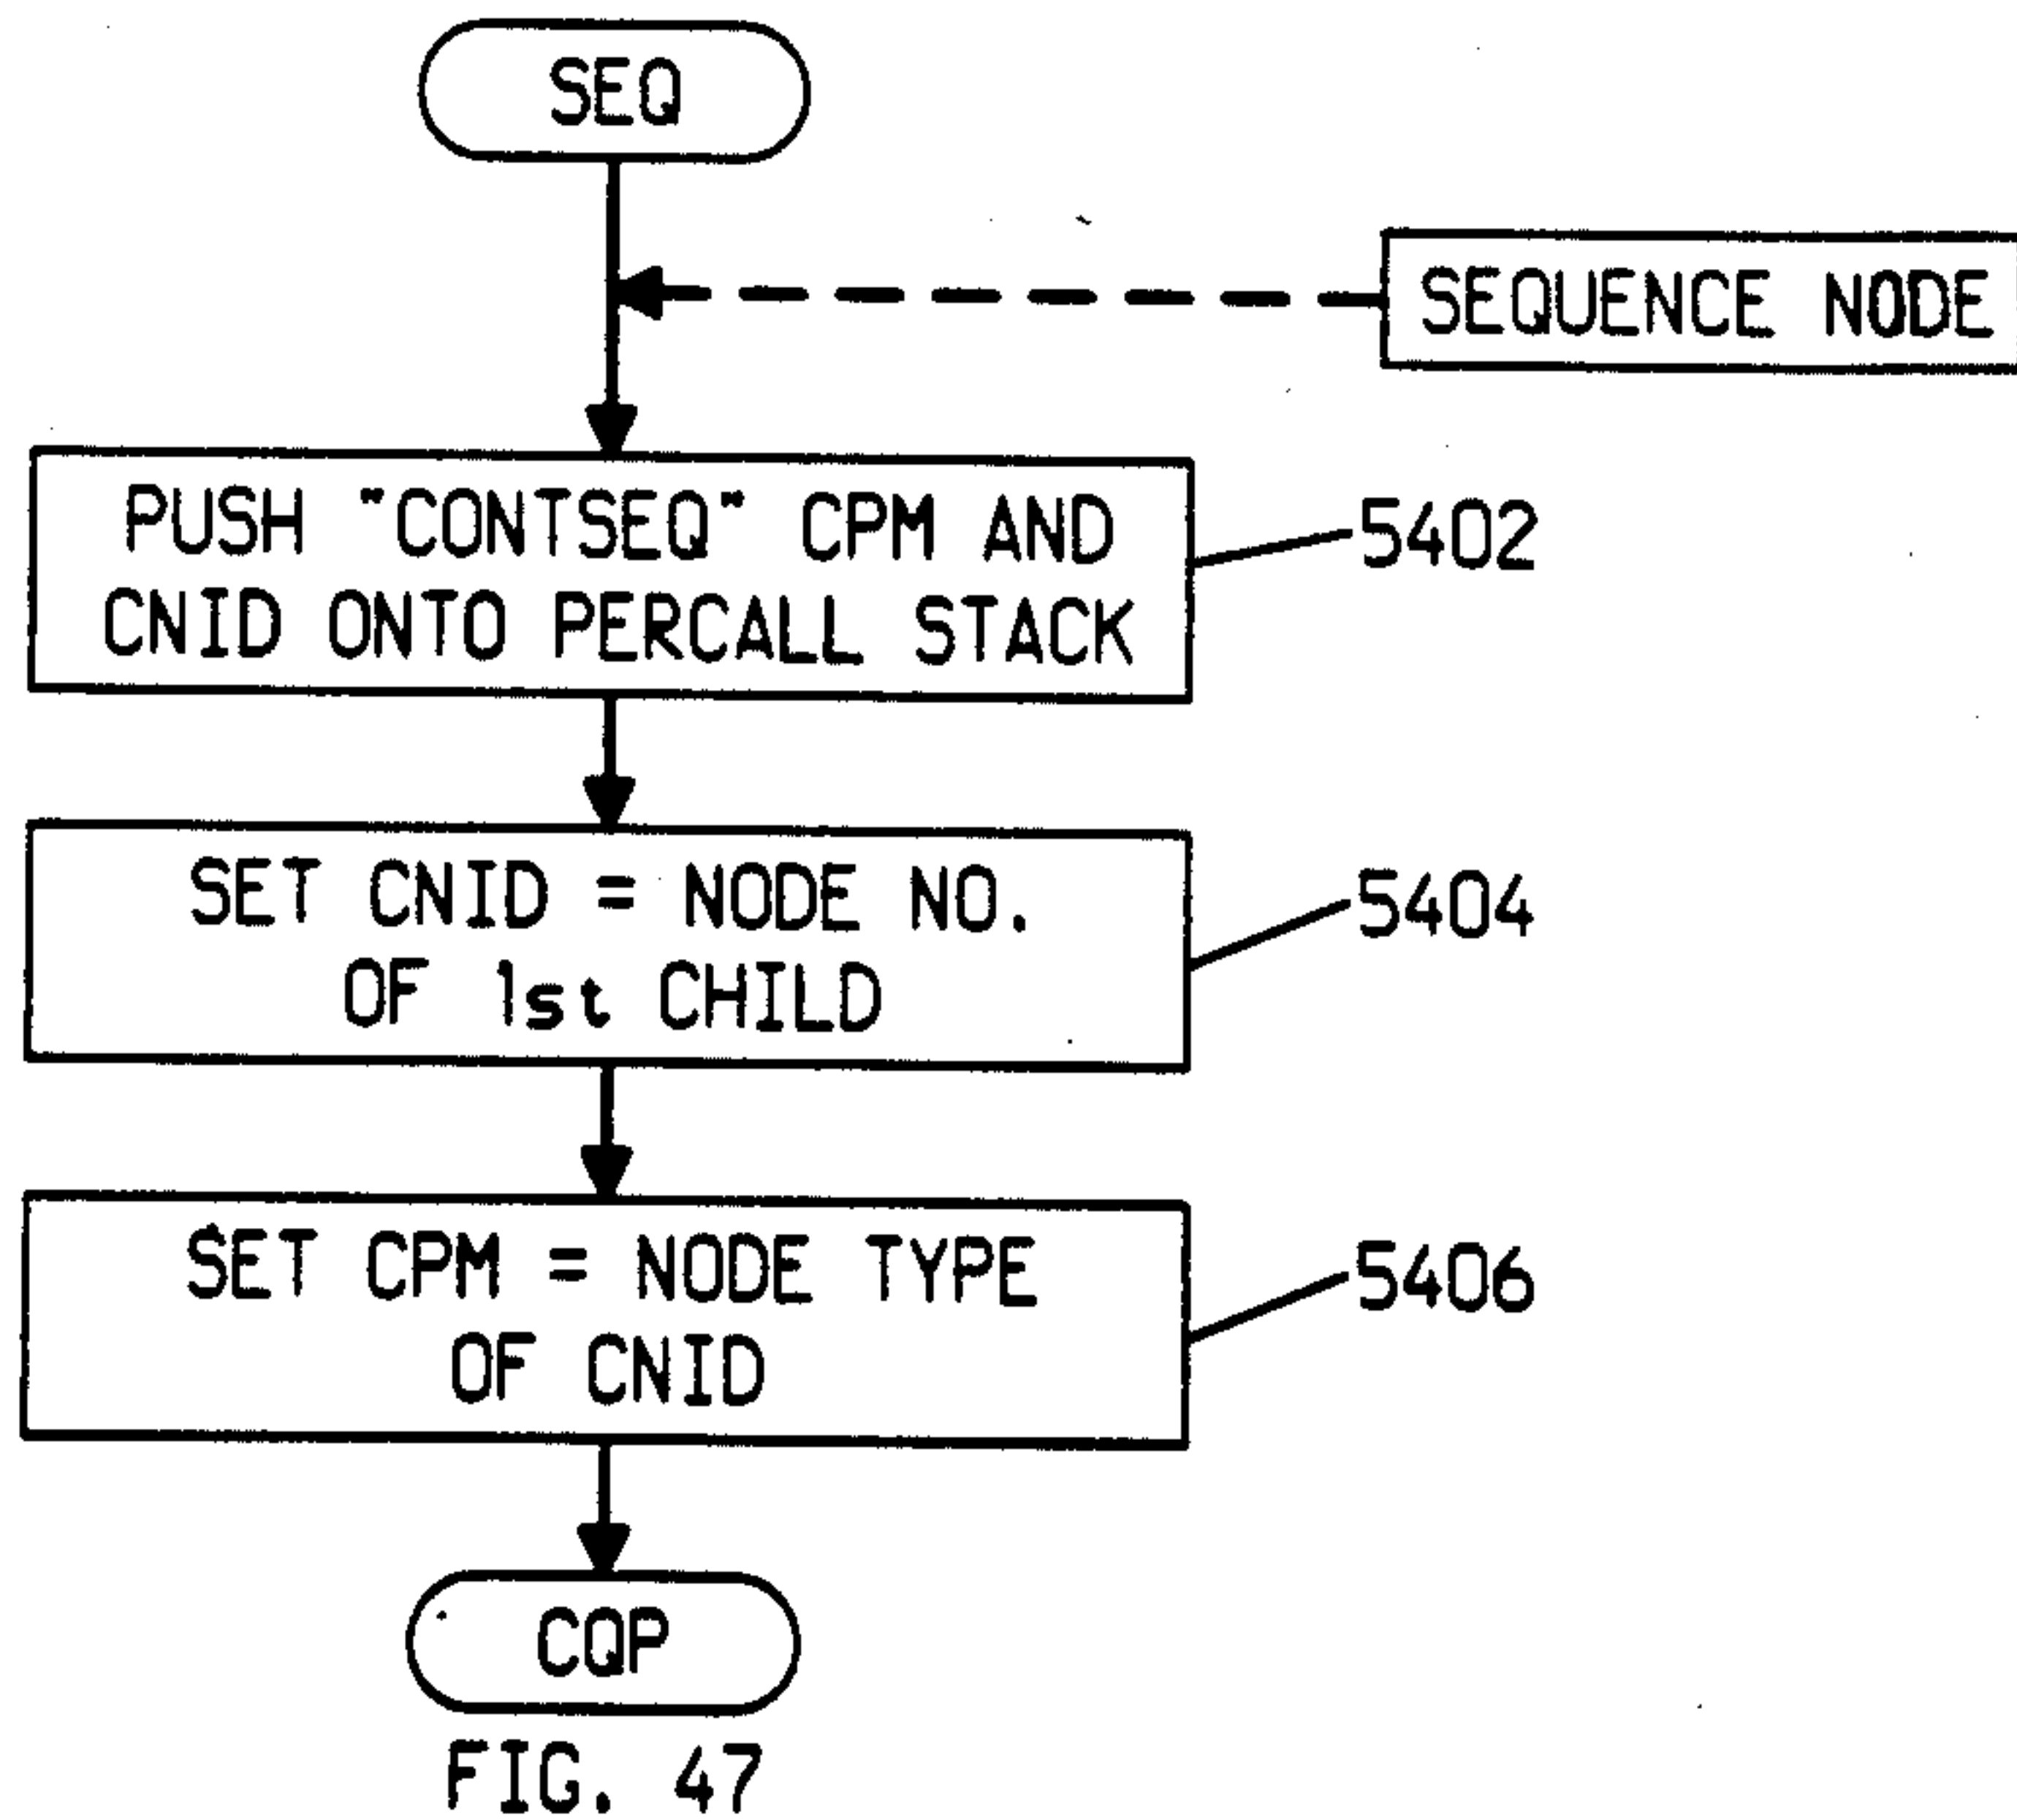 SEQ
SEQUENCE NODE
PUSH "CONTSEQ" CPM AND
CNID ONTO PERCALL STACK
5402
SET CNID = NODE NO.
OF 1st CHILD
5404
SET CPM = NODE TYPE
OF CNID
5406
CQP
FIG. 47